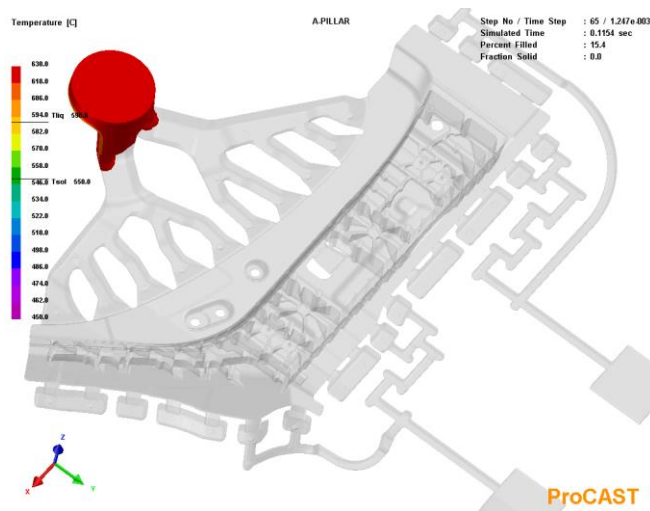 Temperature [C]
A-PILLAR
Step No / Time Step : 65 / 1.247e-003
Simulated Time : 0.1154 sec
Percent Filled : 15.4
Fraction Solid : 0.0
630.0
618.0
606.0
594.0 Tliq 590.0
582.0
570.0
558.0
546.0 Tsol 550.0
534.0
522.0
510.0
498.0
486.0
474.0
462.0
450.0
Z
X
Y
ProCAST